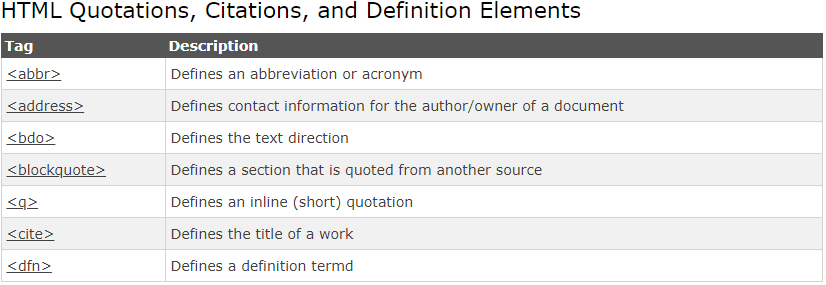 HTML Quotations, Citations, and Definition Elements
Tag Description
<abbr> Defines an abbreviation or acronym
<address> Defines contact information for the author/owner of a document
<bdo> Defines the text direction
<blockquote> Defines a section that is quoted from another source
<q> Defines an inline (short) quotation
<cite> Defines the title of a work
<dfn> Defines a definition termd